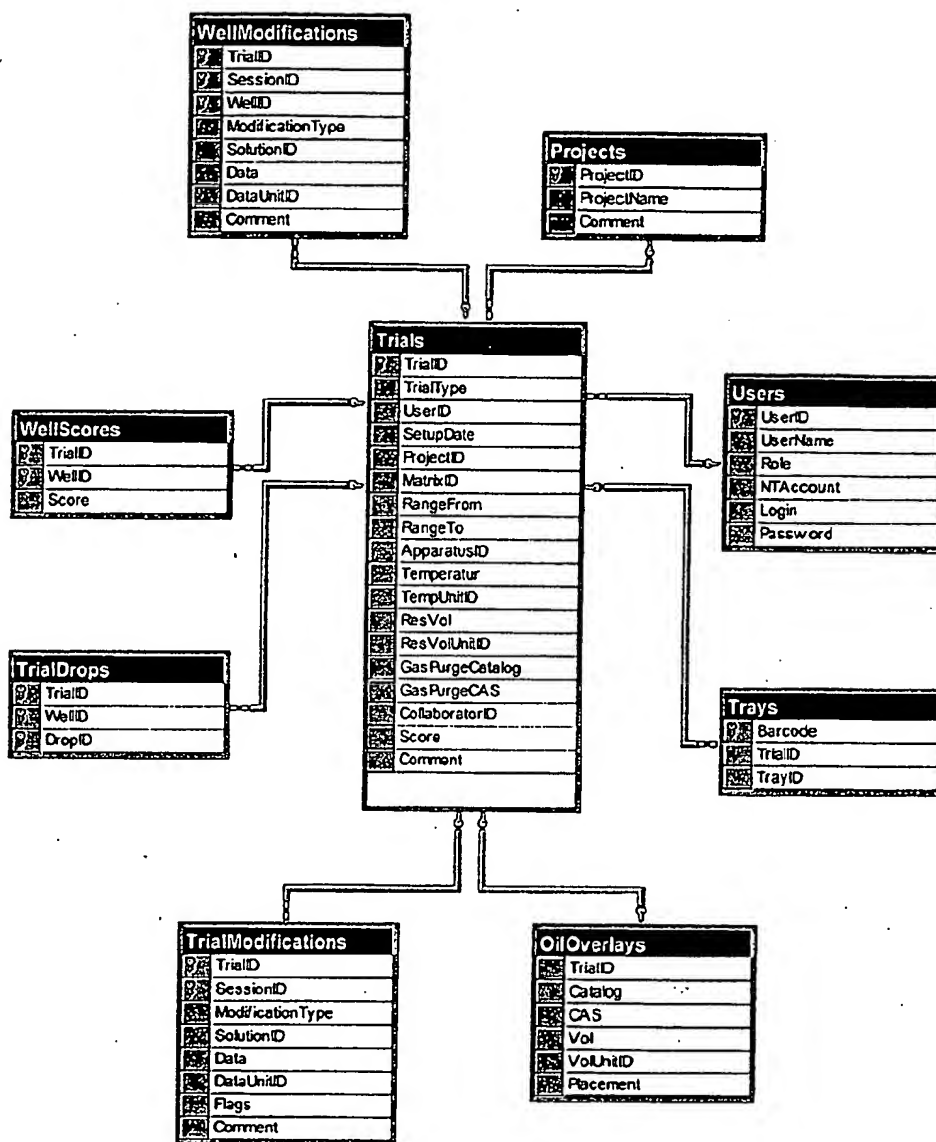 WellModifications
TrialID
SessionID
WellID
ModificationType
SolutionID
Data
DataUnitID
Comment
Projects
ProjectID
ProjectName
Comment
Trials
TrialID
TrialType
UserID
SetupDate
ProjectID
MatrixID
RangeFrom
RangeTo
ApparatusID
Temperatur
TempUnitID
ResVol
ResVolUnitID
GasPurgeCatalog
GasPurgeCAS
CollaboratorID
Score
Comment
WellScores
TrialID
WellID
Score
Users
UserID
UserName
Role
NTAccount
Login
Password
TrialDrops
TrialID
WellID
DropID
Trays
Barcode
TrialID
TrayID
TrialModifications
TrialID
SessionID
ModificationType
SolutionID
Data
DataUnitID
Flags
Comment
OilOverlays
TrialID
Catalog
CAS
Vol
VolUnitID
Placement